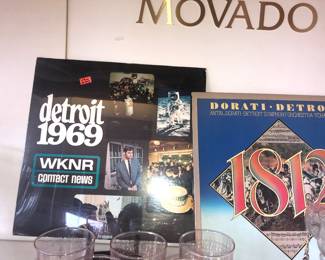 MOVADO
detroit
1969
WKNR
contact news
DORATI · DETRO
ANTAL DORATI · DETROIT SYMPHONY ORCHESTRA
1812